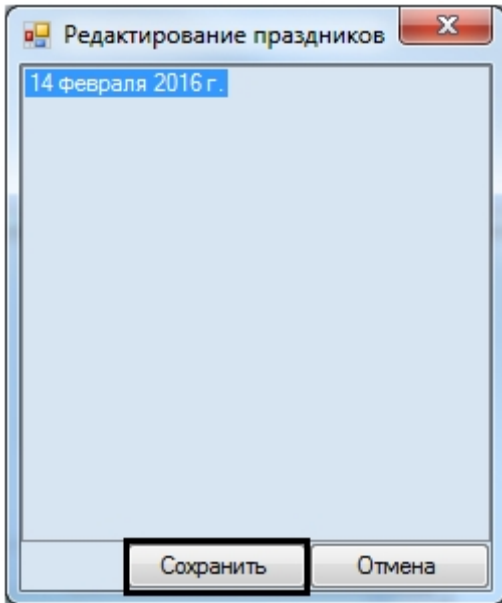 Редактирование праздников
14 февраля 2016 г.
Сохранить
Отмена